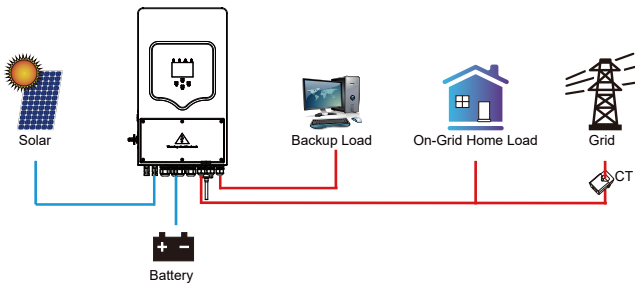 Solar
Backup Load
On-Grid Home Load
Grid
CT
Battery